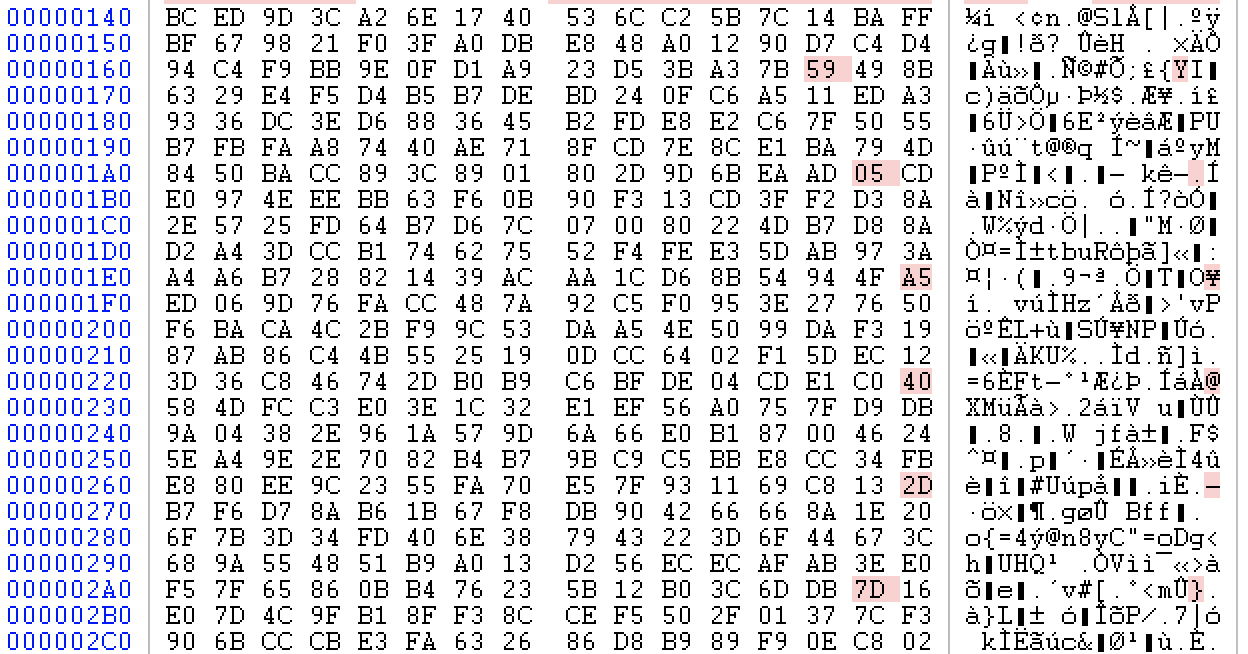 00000140 BC ED 9D 3C A2 6E 17 40 53 6C C2 5B 7C 14 BA FF ¼í <¢n.@SlÂ[|.ºÿ
00000150 BF 67 98 21 F0 3F A0 DB E8 48 A0 12 90 D7 C4 D4 ¿g▌!ð? ÛèH . ×ÄÔ
00000160 94 C4 F9 BB 9E 0F D1 A9 23 D5 3B A3 7B 59 49 8B ▌Äù»▌.Ñ©#Õ;£{YI▌
00000170 63 29 E4 F5 D4 B5 B7 DE BD 24 0F C6 A5 11 ED A3 c)äõÔµ·Þ½$.Æ¥.í£
00000180 93 36 DC 3E D6 88 36 45 B2 FD E8 E2 C6 7F 50 55 ▌6Ü>Ö▌6E²ýèâÆ▌PU
00000190 B7 FB FA A8 74 40 AE 71 8F CD 7E 8C E1 BA 79 4D ·ûú¨t@®q Í~▌áºyM
000001A0 84 50 BA CC 89 3C 89 01 80 2D 9D 6B EA AD 05 CD ▌PºÌ▌<▌.▌– kê–.Í
000001B0 E0 97 4E EE BB 63 F6 0B 90 F3 13 CD 3F F2 D3 8A à▌Nî»cö. ó.Í?òÓ▌
000001C0 2E 57 25 FD 64 B7 D6 7C 07 00 80 22 4D B7 D8 8A .W%ýd·Ö|..▌"M·Ø▌
000001D0 D2 A4 3D CC B1 74 62 75 52 F4 FE E3 5D AB 97 3A Ò¤=Ì±tbuRôþã]«▌:
000001E0 A4 A6 B7 28 82 14 39 AC AA 1C D6 8B 54 94 4F A5 ¤¦·(▌.9¬ª.Ö▌T▌O¥
000001F0 ED 06 9D 76 FA CC 48 7A 92 C5 F0 95 3E 27 76 50 í. vúÌHz´Åð▌>'vP
00000200 F6 BA CA 4C 2B F9 9C 53 DA A5 4E 50 99 DA F3 19 öºÊL+ù▌SÚ¥NP▌Úó.
00000210 87 AB 86 C4 4B 55 25 19 0D CC 64 02 F1 5D EC 12 ▌«▌ÄKU%..Ìd.ñ]ì.
00000220 3D 36 C8 46 74 2D B0 B9 C6 BF DE 04 CD E1 C0 40 =6ÈFt–°¹Æ¿Þ.ÍáÀ@
00000230 58 4D FC C3 E0 3E 1C 32 E1 EF 56 A0 75 7F D9 DB XMüÃà>.2áïV u▌ÙÛ
00000240 9A 04 38 2E 96 1A 57 9D 6A 66 E0 B1 87 00 46 24 ▌.8.▌.W jfà±▌.F$
00000250 5E A4 9E 2E 70 82 B4 B7 9B C9 C5 BB E8 CC 34 FB ^¤▌.p▌´·▌ÉÅ»èÌ4û
00000260 E8 80 EE 9C 23 55 FA 70 E5 7F 93 11 69 C8 13 2D è▌î▌#Uúpå▌▌.iÈ.–
00000270 B7 F6 D7 8A B6 1B 67 F8 DB 90 42 66 66 8A 1E 20 ·ö×▌¶.gøÛ Bff▌.
00000280 6F 7B 3D 34 FD 40 6E 38 79 43 22 3D 6F 44 67 3C o{=4ý@n8yC"=oDg<
00000290 68 9A 55 48 51 B9 A0 13 D2 56 EC EC AF AB 3E E0 h▌UHQ¹ .ÒVìì¯«>à
000002A0 F5 7F 65 86 0B B4 76 23 5B 12 B0 3C 6D DB 7D 16 õ▌e▌.´v#[.°<mÛ}.
000002B0 E0 7D 4C 9F B1 8F F3 8C CE F5 50 2F 01 37 7C F3 à}L▌± ó▌ÎõP/.7|ó
000002C0 90 6B CC CB E3 FA 63 26 86 D8 B9 89 F9 0E C8 02 kÌËãúc&▌Ø¹▌ù.È.